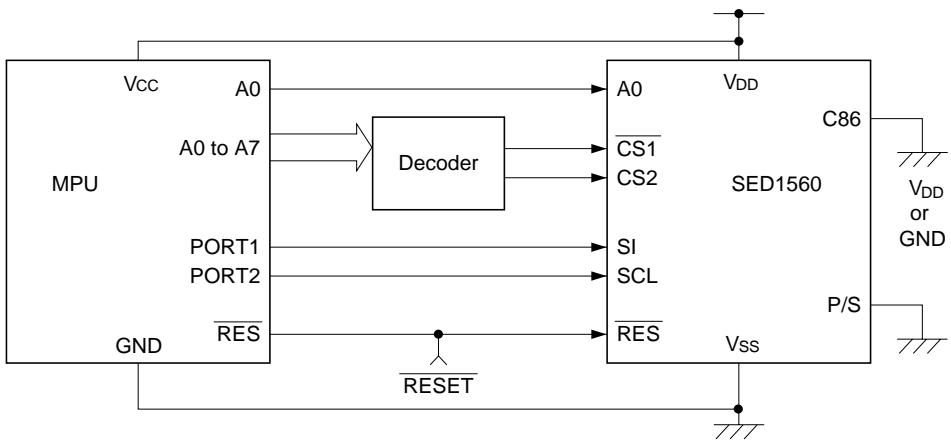 VCC
A0
A0 to A7
MPU
PORT1
PORT2
RES
GND
Decoder
RESET
VDD
A0
C86
CS1
CS2
SED1560
SI
SCL
P/S
RES
VSS
VDD
or
GND